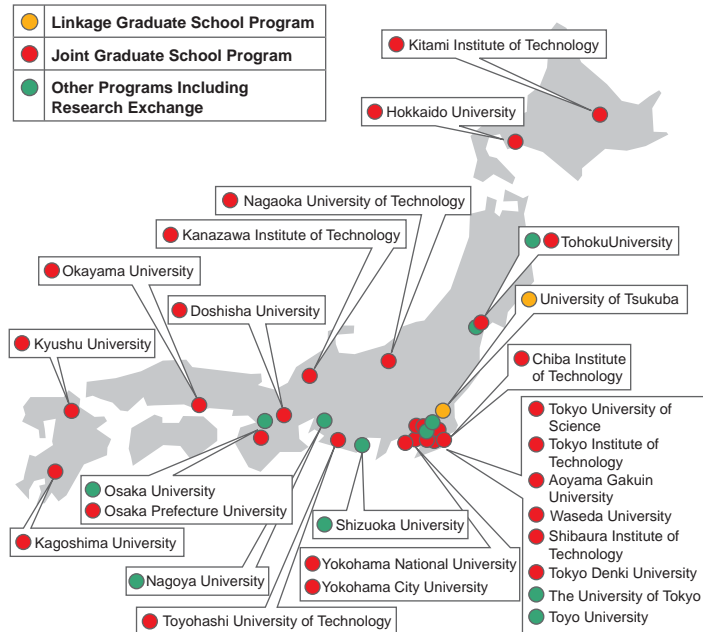 Linkage Graduate School Program
Joint Graduate School Program
Other Programs Including
Research Exchange
Kitami Institute of Technology
Hokkaido University
Nagaoka University of Technology
Kanazawa Institute of Technology
TohokuUniversity
Okayama University
University of Tsukuba
Doshisha University
Kyushu University
Chiba Institute
of Technology
Tokyo University of
Science
Tokyo Institute of
Technology
Aoyama Gakuin
University
Waseda University
Shibaura Institute of
Technology
Tokyo Denki University
The University of Tokyo
Toyo University
Osaka University
Osaka Prefecture University
Shizuoka University
Kagoshima University
Yokohama National University
Yokohama City University
Nagoya University
Toyohashi University of Technology